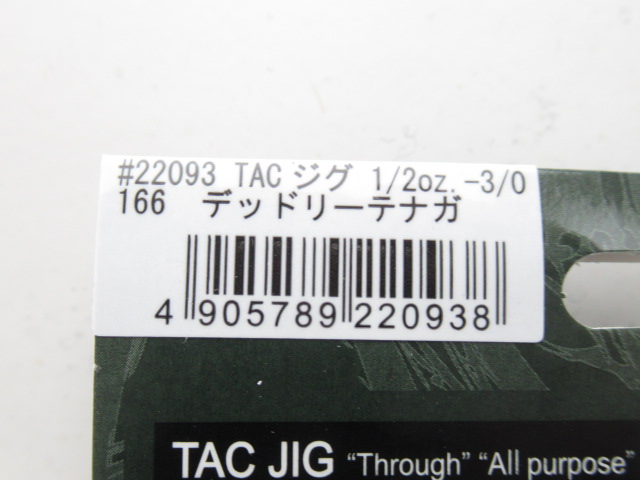 #22093 TAC ジグ 1/2oz.-3/0
166 デッドリーテナガ
4 905789 220938
TAC JIG “Through” “All purpose”